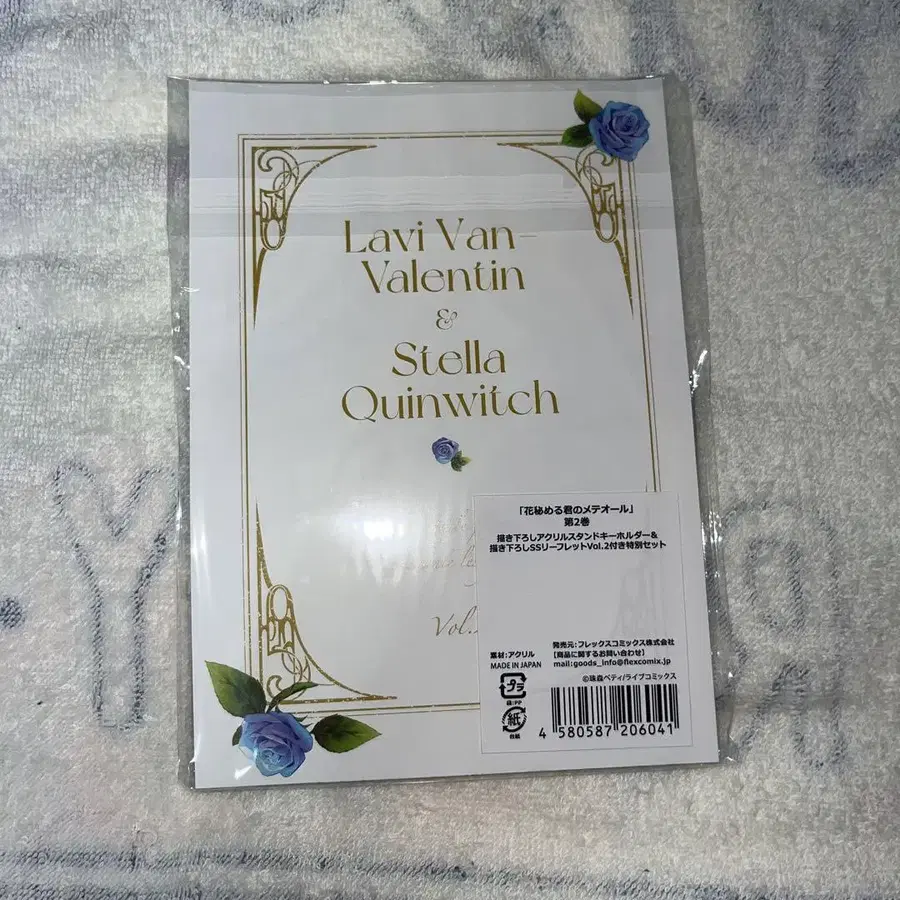 Lavi Van-
Valentin
&
Stella
Quinwitch
Vol.
「花秘める君のメテオール」
第2巻
描き下ろしアクリルスタンドキーホルダー&
描き下ろしSSリーフレットVol.2付き特別セット
素材:アクリル
MADE IN JAPAN
発売元:フレックスコミックス株式会社
【商品に関するお問い合わせ】
mail:goods_info@flexcomix.jp
©珠森ベティ/ライブコミックス
プラ
袋:PP
紙
台紙
4 580587 206041